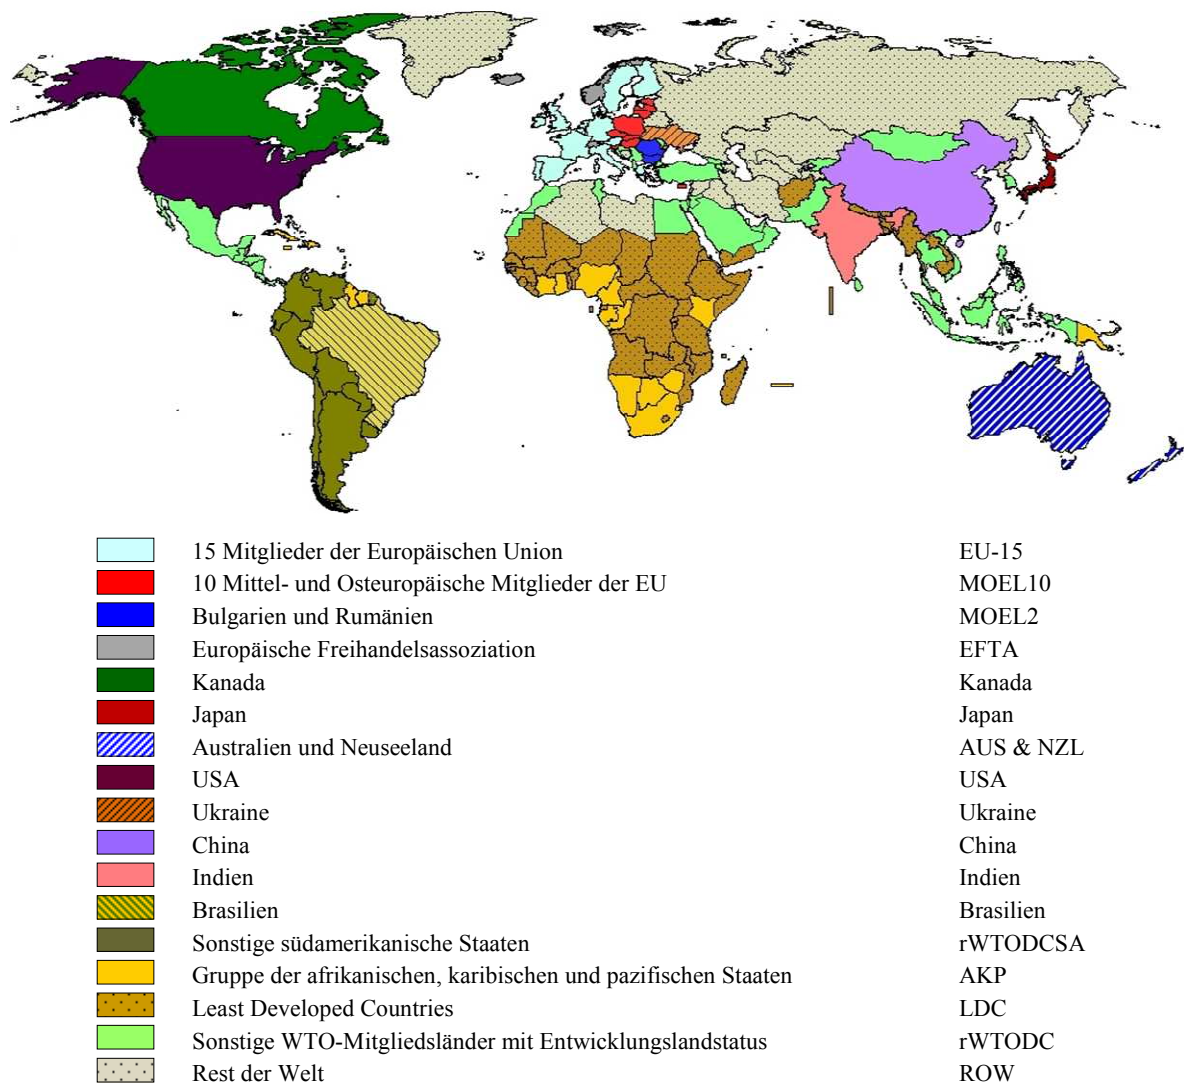 15 Mitglieder der Europäischen Union EU-15
10 Mittel- und Osteuropäische Mitglieder der EU MOEL10
Bulgarien und Rumänien MOEL2
Europäische Freihandelsassoziation EFTA
Kanada Kanada
Japan Japan
Australien und Neuseeland AUS & NZL
USA USA
Ukraine Ukraine
China China
Indien Indien
Brasilien Brasilien
Sonstige südamerikanische Staaten rWTODCSA
Gruppe der afrikanischen, karibischen und pazifischen Staaten AKP
Least Developed Countries LDC
Sonstige WTO-Mitgliedsländer mit Entwicklungslandstatus rWTODC
Rest der Welt ROW